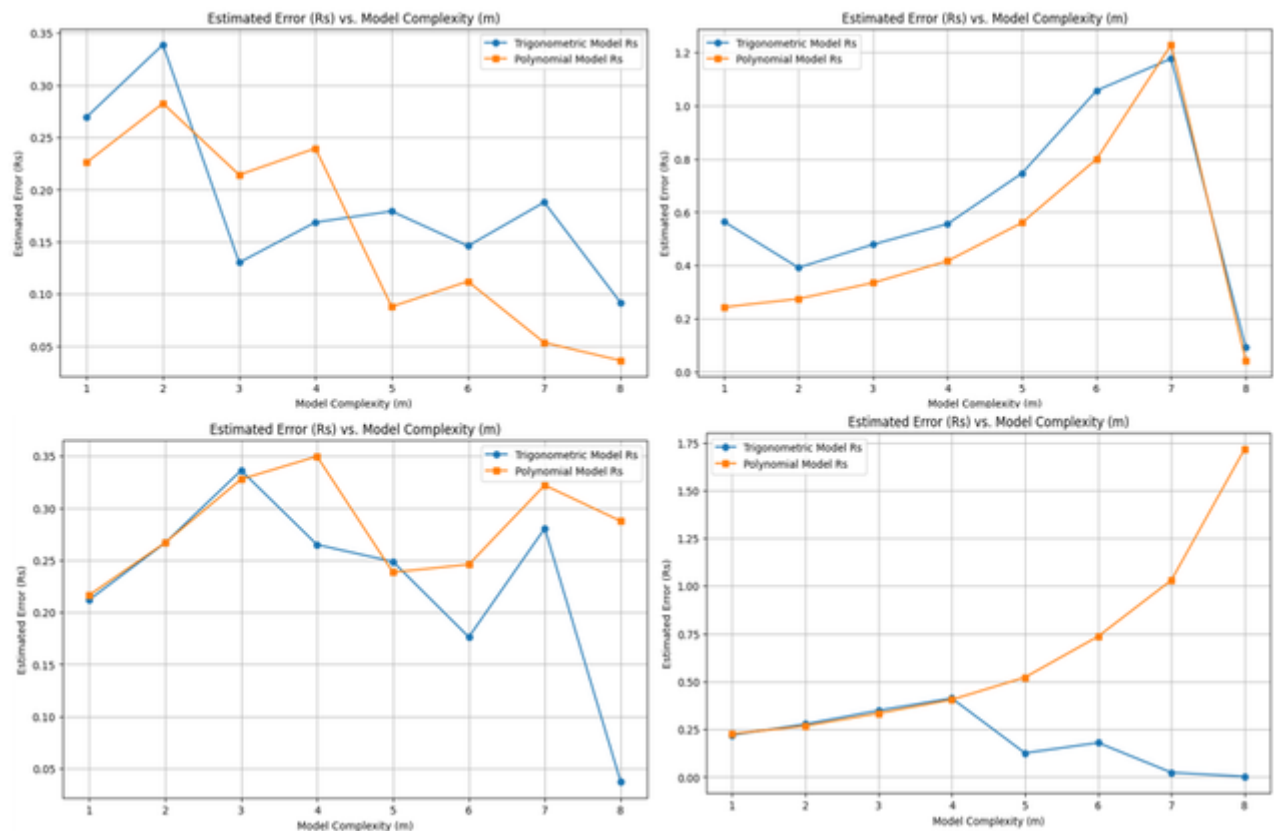 Estimated Error (Rs) vs. Model Complexity (m)
Trigonometric Model Rs
Polynomial Model Rs
Estimated Error (Rs)
0.35
0.30
0.25
0.20
0.15
0.10
0.05
1 2 3 4 5 6 7 8
Model Complexity (m)
Estimated Error (Rs) vs. Model Complexity (m)
Trigonometric Model Rs
Polynomial Model Rs
Estimated Error (Rs)
1.2
1.0
0.8
0.6
0.4
0.2
0.0
1 2 3 4 5 6 7 8
Model Complexity (m)
Estimated Error (Rs) vs. Model Complexity (m)
Trigonometric Model Rs
Polynomial Model Rs
Estimated Error (Rs)
0.35
0.30
0.25
0.20
0.15
0.10
0.05
1 2 3 4 5 6 7 8
Model Complexity (m)
Estimated Error (Rs) vs. Model Complexity (m)
Trigonometric Model Rs
Polynomial Model Rs
Estimated Error (Rs)
1.75
1.50
1.25
1.00
0.75
0.50
0.25
0.00
1 2 3 4 5 6 7 8
Model Complexity (m)